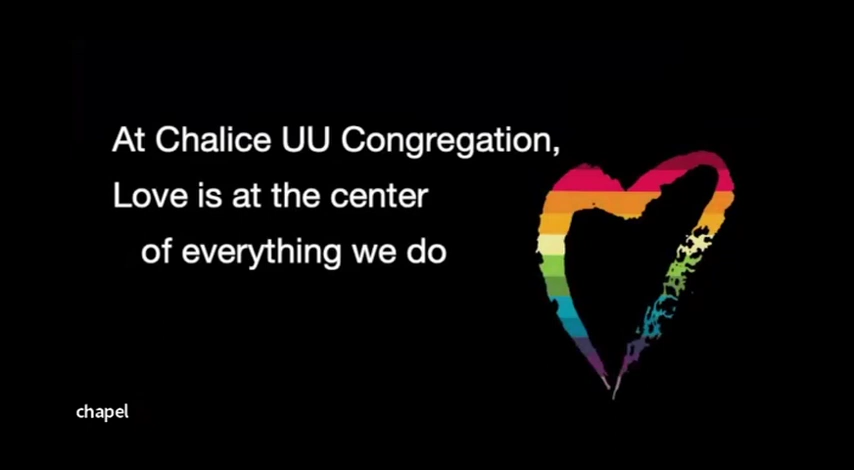 At Chalice UU Congregation,
Love is at the center
of everything we do
chapel